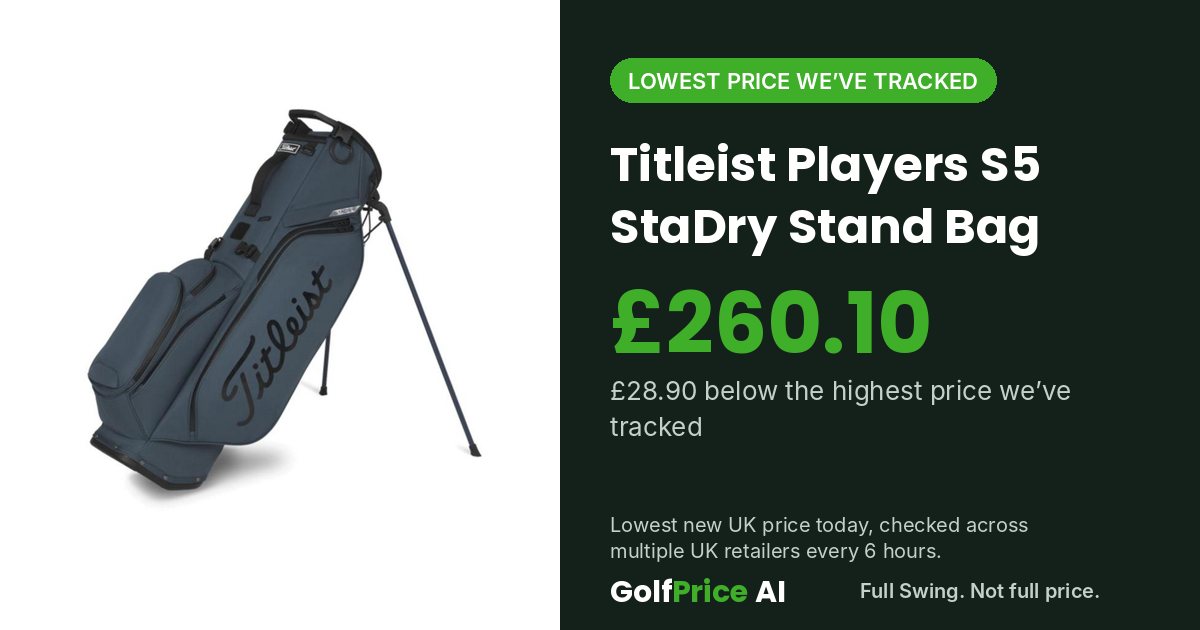 Titleist
LOWEST PRICE WE’VE TRACKED
Titleist Players S5
StaDry Stand Bag
£260.10
£28.90 below the highest price we’ve
tracked
Lowest new UK price today, checked across
multiple UK retailers every 6 hours.
GolfPrice AI
Full Swing. Not full price.